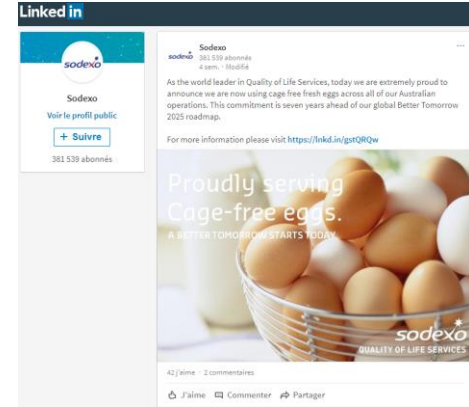 Linked in
sodexo
Sodexo
Voir le profil public
+ Suivre
381 539 abonnés
sodexo
Sodexo
381 539 abonnés
4 sem. • Modifié
As the world leader in Quality of Life Services, today we are extremely proud to
announce we are now using cage free fresh eggs across all of our Australian
operations. This commitment is seven years ahead of our global Better Tomorrow
2025 roadmap.
For more information please visit https://lnkd.in/gstQRQw
Proudly serving
Cage-free eggs.
A BETTER TOMORROW STARTS TODAY
sodexo
QUALITY OF LIFE SERVICES
42 J'aime • 2 commentaires
J'aime Commenter Partager